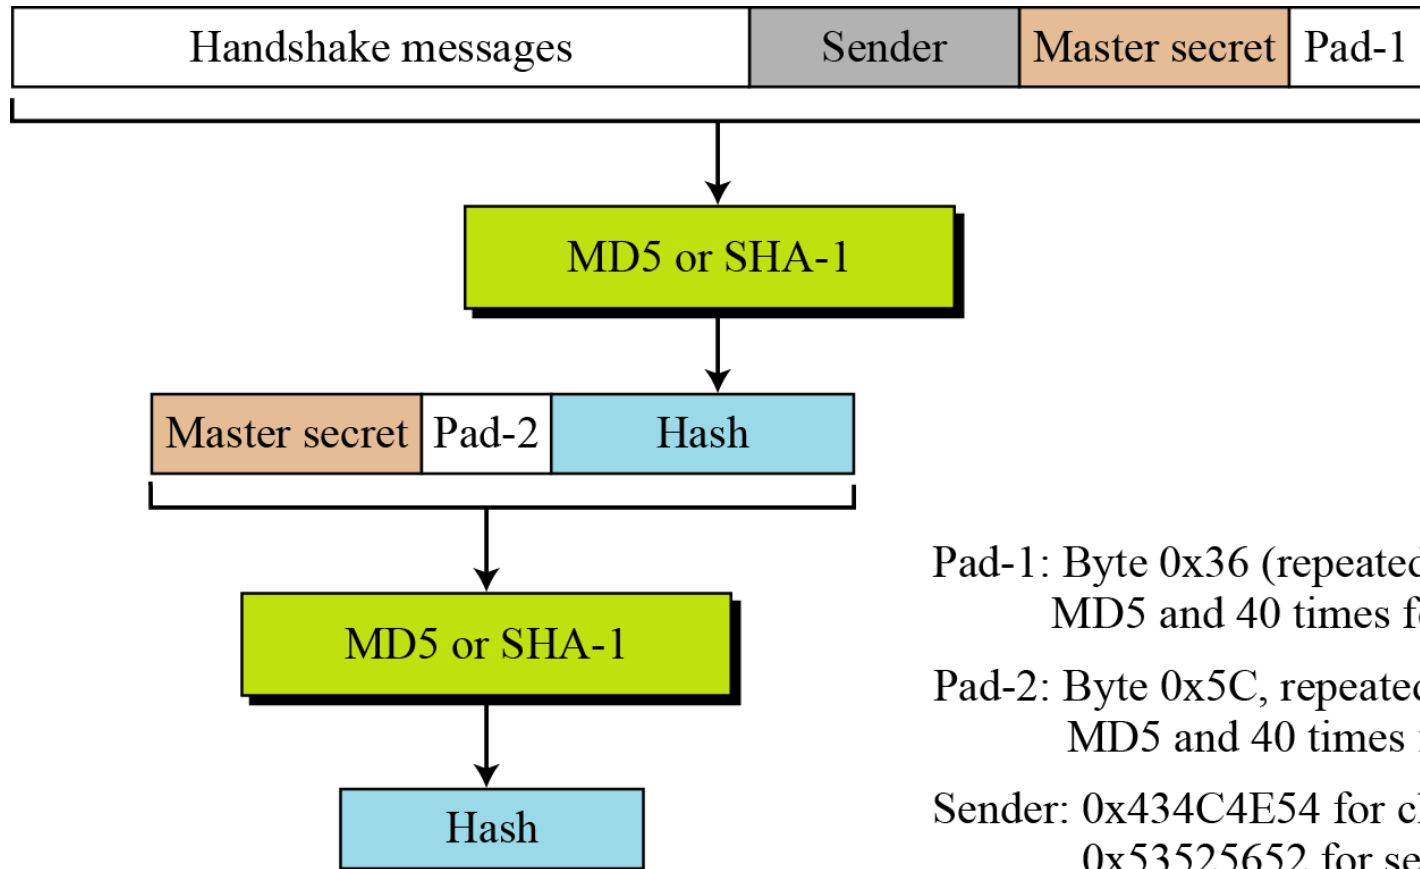 Handshake messages Sender Master secret Pad-1
MD5 or SHA-1
Master secret Pad-2 Hash
Pad-1: Byte 0x36 (repeated
MD5 and 40 times
MD5 or SHA-1
Pad-2: Byte 0x5C, repeated
MD5 and 40 times
Sender: 0x434C4E54 for
Hash
0x53525652 for